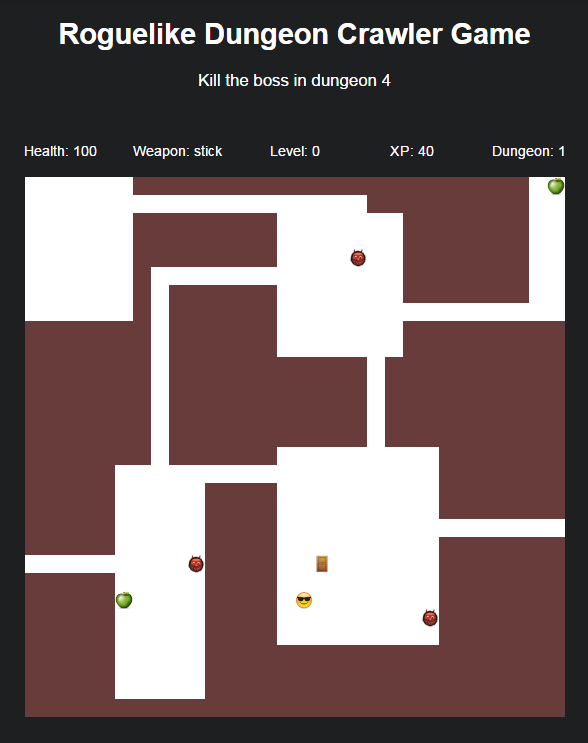 Roguelike Dungeon Crawler Game
Kill the boss in dungeon 4
Health: 100 Weapon: stick Level: 0 XP: 40 Dungeon: 1